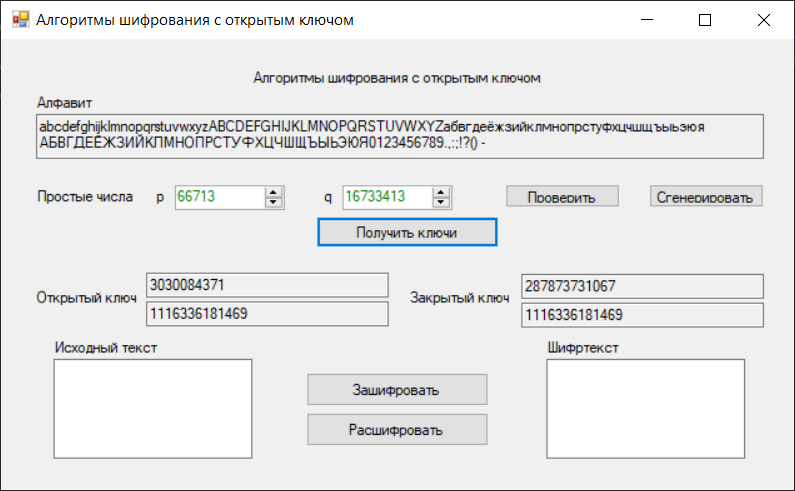 Алгоритмы шифрования с открытым ключом
Алгоритмы шифрования с открытым ключом
Алфавит
abcdefghijklmnopqrstuvwxyzABCDEFGHIJKLMNOPQRSTUVWXYZабвгдеёжзийклмнопрстуфхцчшщъыьэюя
АБВГДЕЁЖЗИЙКЛМНОПРСТУФХЦЧШЩЪЫЬЭЮЯ0123456789.,:;!?() -
Простые числа p 66713 q 16733413 Проверить Сгенерировать
Получить ключи
Открытый ключ 3030084371 Закрытый ключ 287873731067
1116336181469 1116336181469
Исходный текст Шифртекст
Зашифровать
Расшифровать